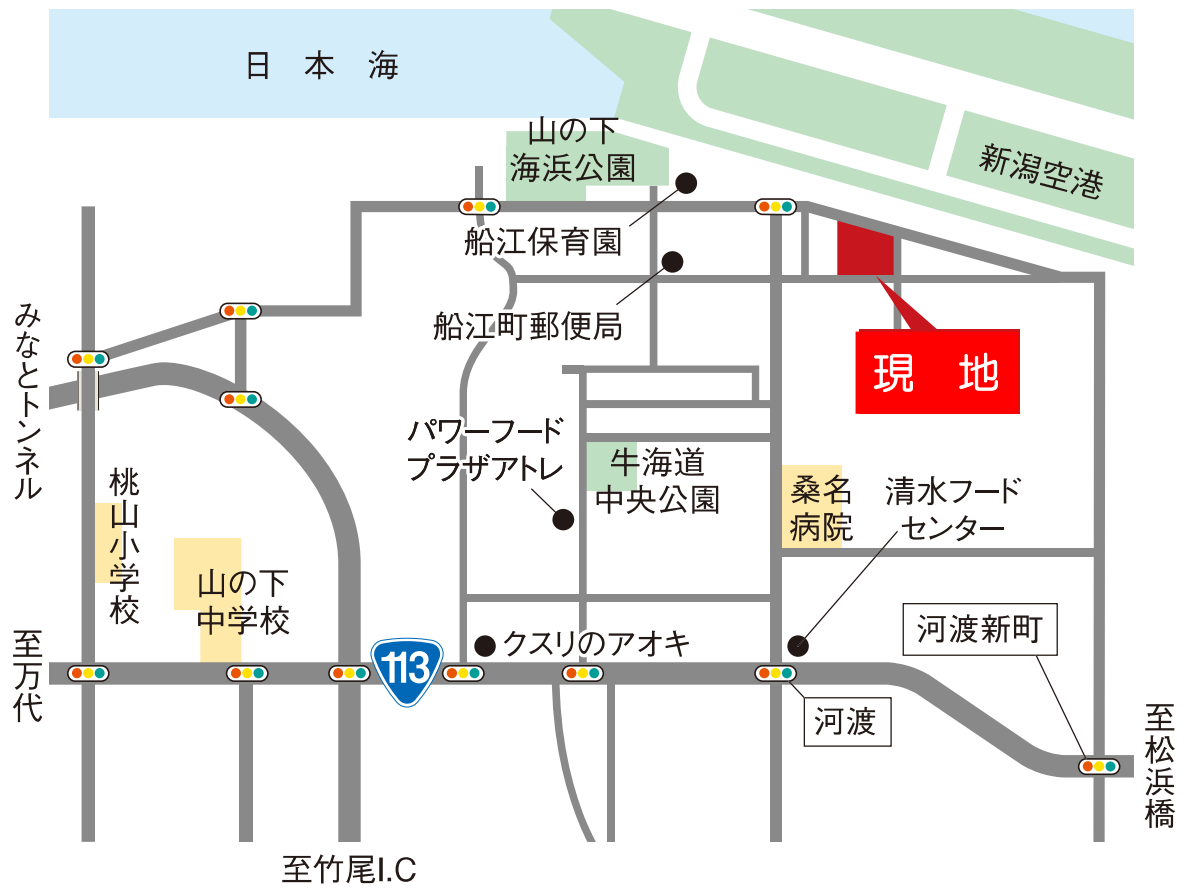 日本海
山の下
海浜公園
新潟空港
船江保育園
船江町郵便局
みなとトンネル
現地
パワーフード
プラザアトレ
牛海道
中央公園
桃山小学校
桑名
病院
清水フード
センター
山の下
中学校
河渡新町
至万代
113
クスリのアオキ
河渡
至松浜橋
至竹尾I.C